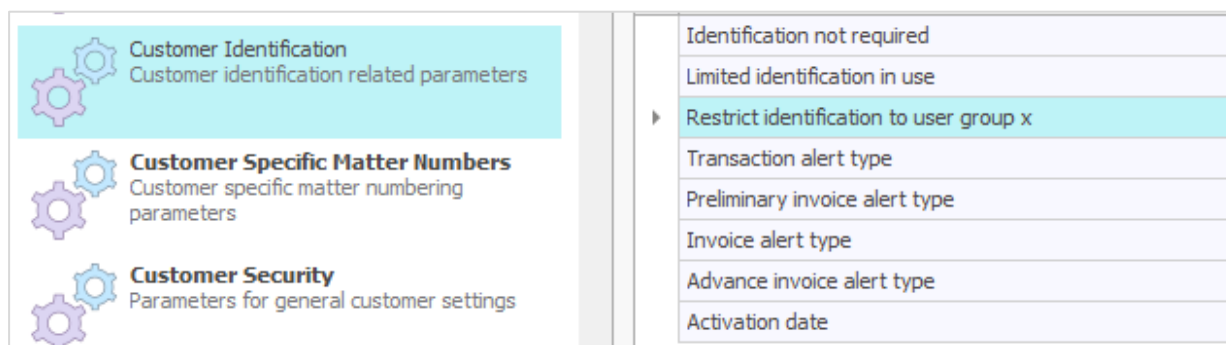 Customer Identification
Customer identification related parameters
Customer Specific Matter Numbers
Customer specific matter numbering
parameters
Customer Security
Parameters for general customer settings
Identification not required
Limited identification in use
Restrict identification to user group x
Transaction alert type
Preliminary invoice alert type
Invoice alert type
Advance invoice alert type
Activation date